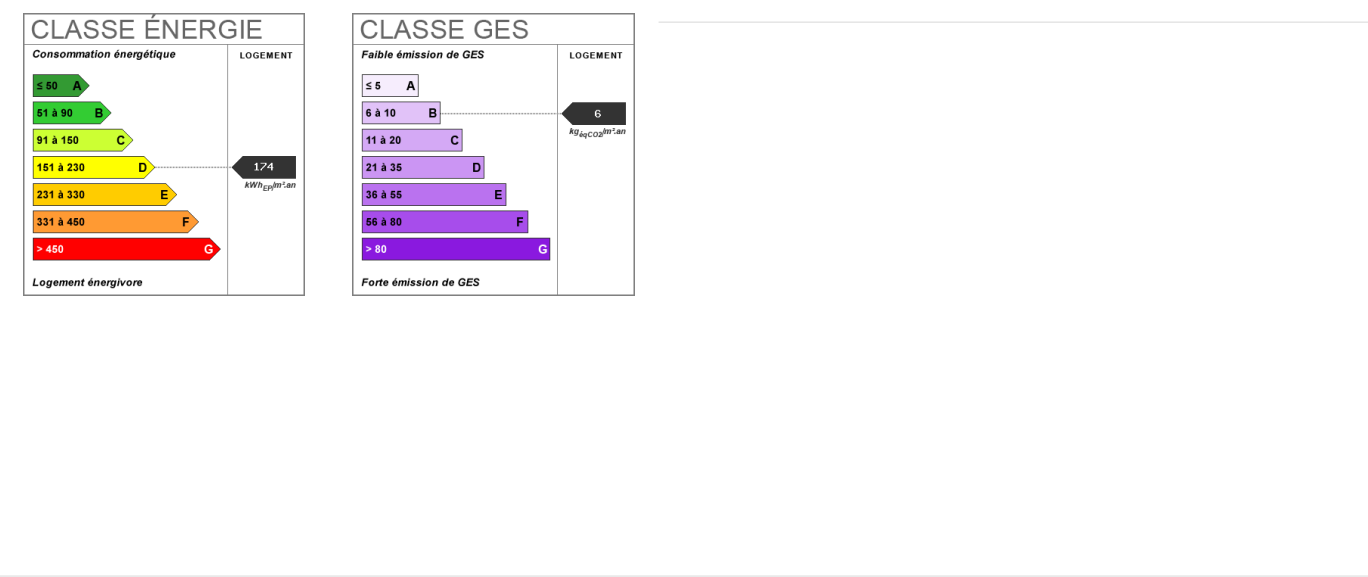 CLASSE ÉNERGIE
Consommation énergétique
LOGEMENT
≤ 50 A
51 à 90 B
91 à 150 C
151 à 230 D
174
kWhEP/m².an
231 à 330 E
331 à 450 F
> 450 G
Logement énergivore
CLASSE GES
Faible émission de GES
LOGEMENT
≤ 5 A
6 à 10 B
6
kgéqCO2/m².an
11 à 20 C
21 à 35 D
36 à 55 E
56 à 80 F
> 80 G
Forte émission de GES